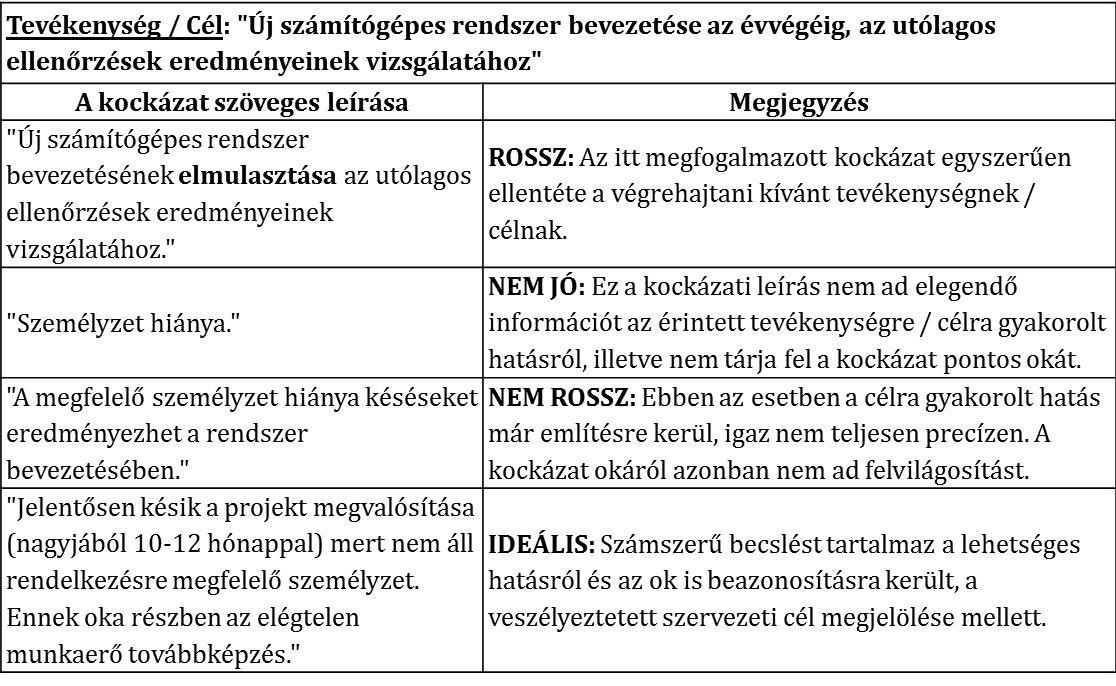 Tevékenység / Cél: "Új számítógépes rendszer bevezetése az évvégéig, az utólagos
ellenőrzések eredményeinek vizsgálatához"
A kockázat szöveges leírása
Megjegyzés
"Új számítógépes rendszer
bevezetésének elmulasztása az utólagos
ellenőrzések eredményeinek
vizsgálatához."
ROSSZ: Az itt megfogalmazott kockázat egyszerűen
ellentéte a végrehajtani kívánt tevékenységnek /
célnak.
"Személyzet hiánya."
NEM JÓ: Ez a kockázati leírás nem ad elegendő
információt az érintett tevékenységre / célra gyakorolt
hatásról, illetve nem tárja fel a kockázat pontos okát.
"A megfelelő személyzet hiánya késéseket
eredményezhet a rendszer
bevezetésében."
NEM ROSSZ: Ebben az esetben a célra gyakorolt hatás
már említésre kerül, igaz nem teljesen precízen. A
kockázat okáról azonban nem ad felvilágosítást.
"Jelentősen késik a projekt megvalósítása
(nagyjából 10-12 hónappal) mert nem áll
rendelkezésre megfelelő személyzet.
Ennek oka részben az elégtelen
munkaerő továbbképzés."
IDEÁLIS: Számszerű becslést tartalmaz a lehetséges
hatásról és az ok is beazonosításra került, a
veszélyeztetett szervezeti cél megjelölése mellett.